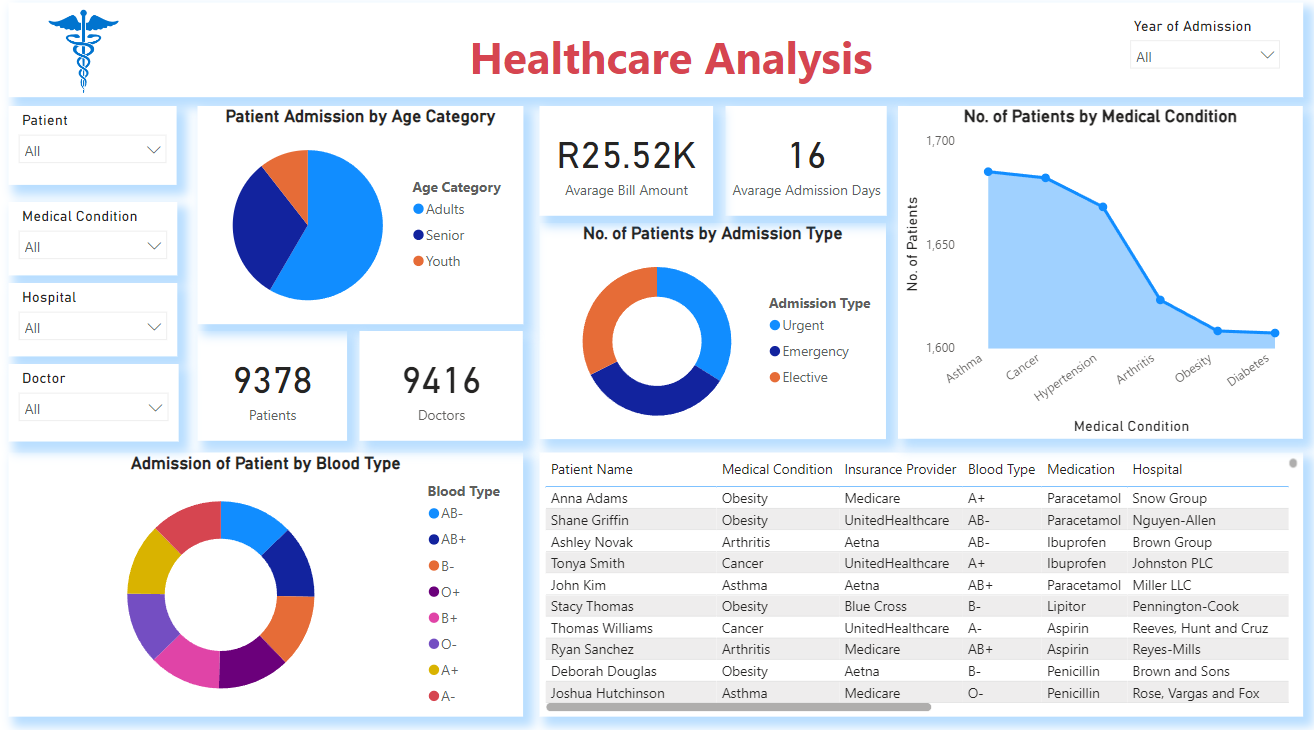 Healthcare Analysis
Year of Admission
All
Patient
All
Medical Condition
All
Hospital
All
Doctor
All
Patient Admission by Age Category
Age Category
Adults
Senior
Youth
R25.52K
Avarage Bill Amount
16
Avarage Admission Days
9378
Patients
9416
Doctors
No. of Patients by Admission Type
Admission Type
Urgent
Emergency
Elective
No. of Patients by Medical Condition
No. of Patients
1,700
1,650
1,600
Asthma
Cancer
Hypertension
Arthritis
Obesity
Diabetes
Medical Condition
Admission of Patient by Blood Type
Blood Type
AB-
AB+
B-
O+
B+
O-
A+
A-
Patient Name Medical Condition Insurance Provider Blood Type Medication Hospital
Anna Adams Obesity Medicare A+ Paracetamol Snow Group
Shane Griffin Obesity UnitedHealthcare AB- Paracetamol Nguyen-Allen
Ashley Novak Arthritis Aetna AB- Ibuprofen Brown Group
Tonya Smith Cancer UnitedHealthcare A+ Ibuprofen Johnston PLC
John Kim Asthma Aetna AB+ Paracetamol Miller LLC
Stacy Thomas Obesity Blue Cross B- Lipitor Pennington-Cook
Thomas Williams Cancer UnitedHealthcare A- Aspirin Reeves, Hunt and Cruz
Ryan Sanchez Arthritis Medicare AB+ Aspirin Reyes-Mills
Deborah Douglas Obesity Aetna B- Penicillin Brown and Sons
Joshua Hutchinson Asthma Medicare O- Penicillin Rose, Vargas and Fox